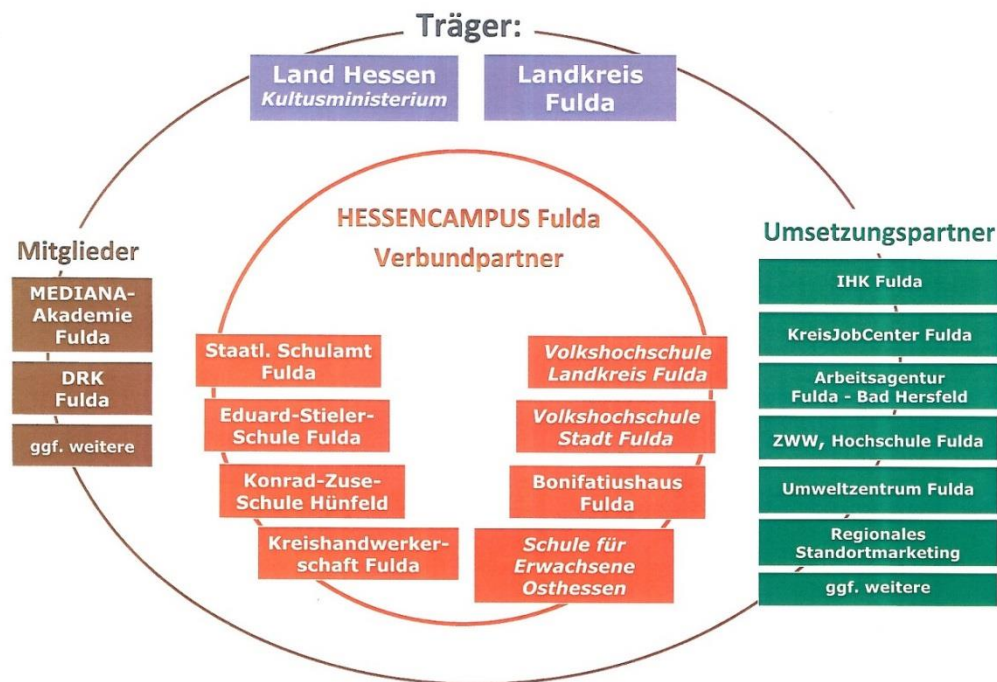 Träger:
Land Hessen
Kultusministerium
Landkreis
Fulda
HESSENCAMPUS Fulda
Verbundpartner
Mitglieder
MEDIANA-
Akademie
Fulda
DRK
Fulda
ggf. weitere
Staatl. Schulamt
Fulda
Eduard-Stieler-
Schule Fulda
Konrad-Zuse-
Schule Hünfeld
Kreishandwerker-
schaft Fulda
Volkshochschule
Landkreis Fulda
Volkshochschule
Stadt Fulda
Bonifatiushaus
Fulda
Schule für
Erwachsene
Osthessen
Umsetzungspartner
IHK Fulda
KreisJobCenter Fulda
Arbeitsagentur
Fulda - Bad Hersfeld
ZWW, Hochschule Fulda
Umweltzentrum Fulda
Regionales
Standortmarketing
ggf. weitere